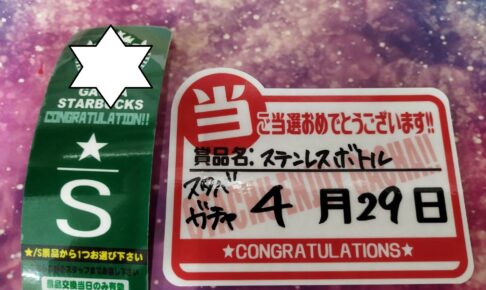 STARBUCKS
CONGRATULATION!!
★
S
★/S景品から1つお選び下さい
景品交換当日のみ有効
当
ご当選おめでとうございます!!
賞品名: ステンレスボトル
スタバ
ガチャ 4月29日
★CONGRATULATIONS★